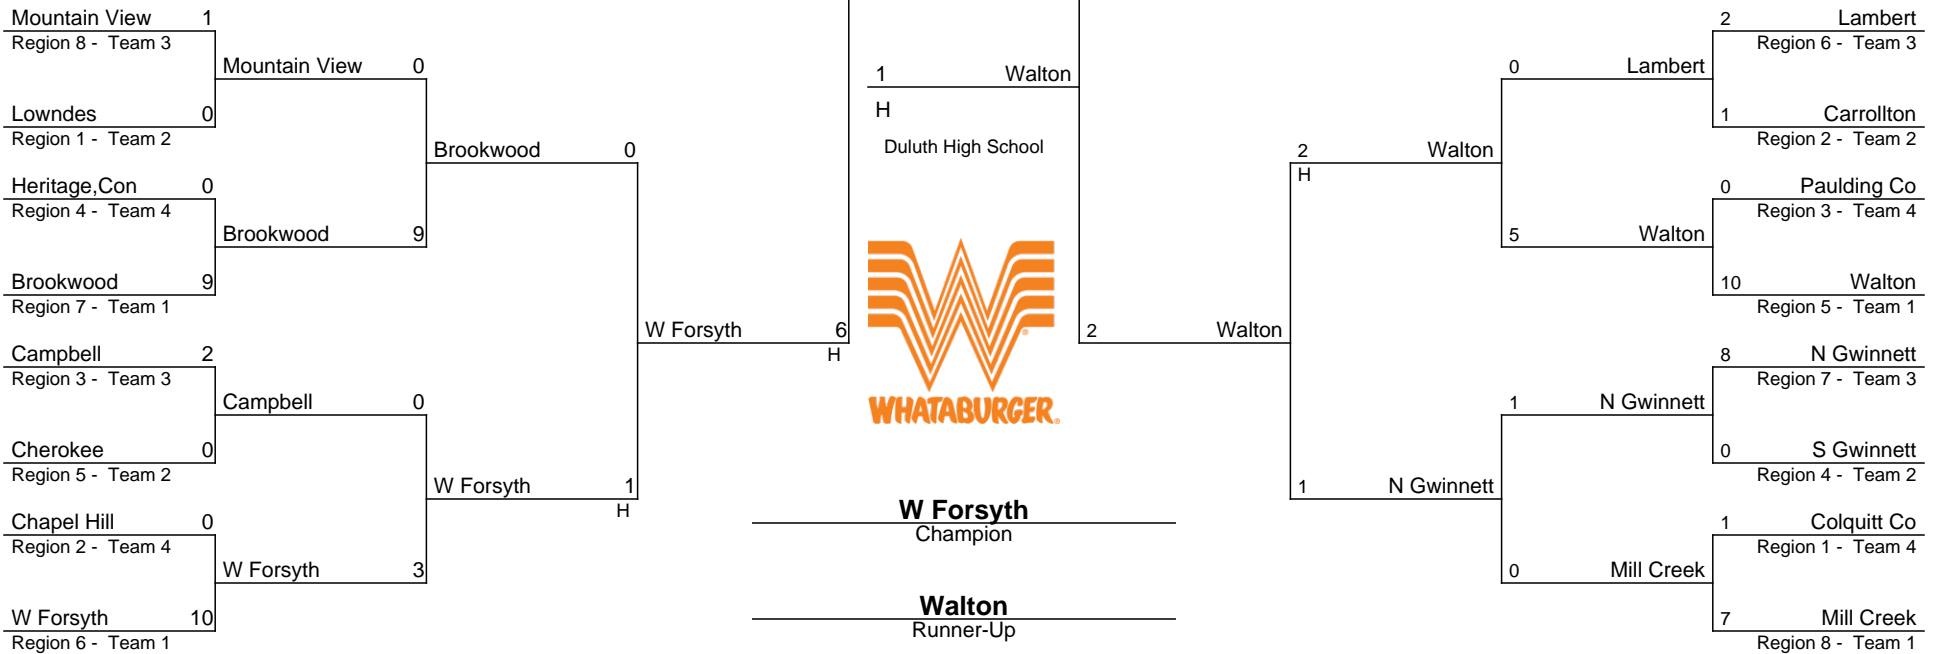 Mountain View 1
Region 8 - Team 3
Mountain View 0
Lowndes 0
Region 1 - Team 2
Brookwood 0
Heritage,Con 0
Region 4 - Team 4
Brookwood 9
Brookwood 9
Region 7 - Team 1
W Forsyth 6
H
Campbell 2
Region 3 - Team 3
Campbell 0
Cherokee 0
Region 5 - Team 2
W Forsyth 1
H
Chapel Hill 0
Region 2 - Team 4
W Forsyth 3
W Forsyth 10
Region 6 - Team 1
1 Walton
H
Duluth High School
WHATABURGER
W Forsyth
Champion
Walton
Runner-Up
2 Lambert
Region 6 - Team 3
0 Lambert
1 Carrollton
Region 2 - Team 2
2 Walton
H
0 Paulding Co
Region 3 - Team 4
5 Walton
10 Walton
Region 5 - Team 1
2 Walton
8 N Gwinnett
Region 7 - Team 3
1 N Gwinnett
0 S Gwinnett
Region 4 - Team 2
1 N Gwinnett
1 Colquitt Co
Region 1 - Team 4
0 Mill Creek
7 Mill Creek
Region 8 - Team 1